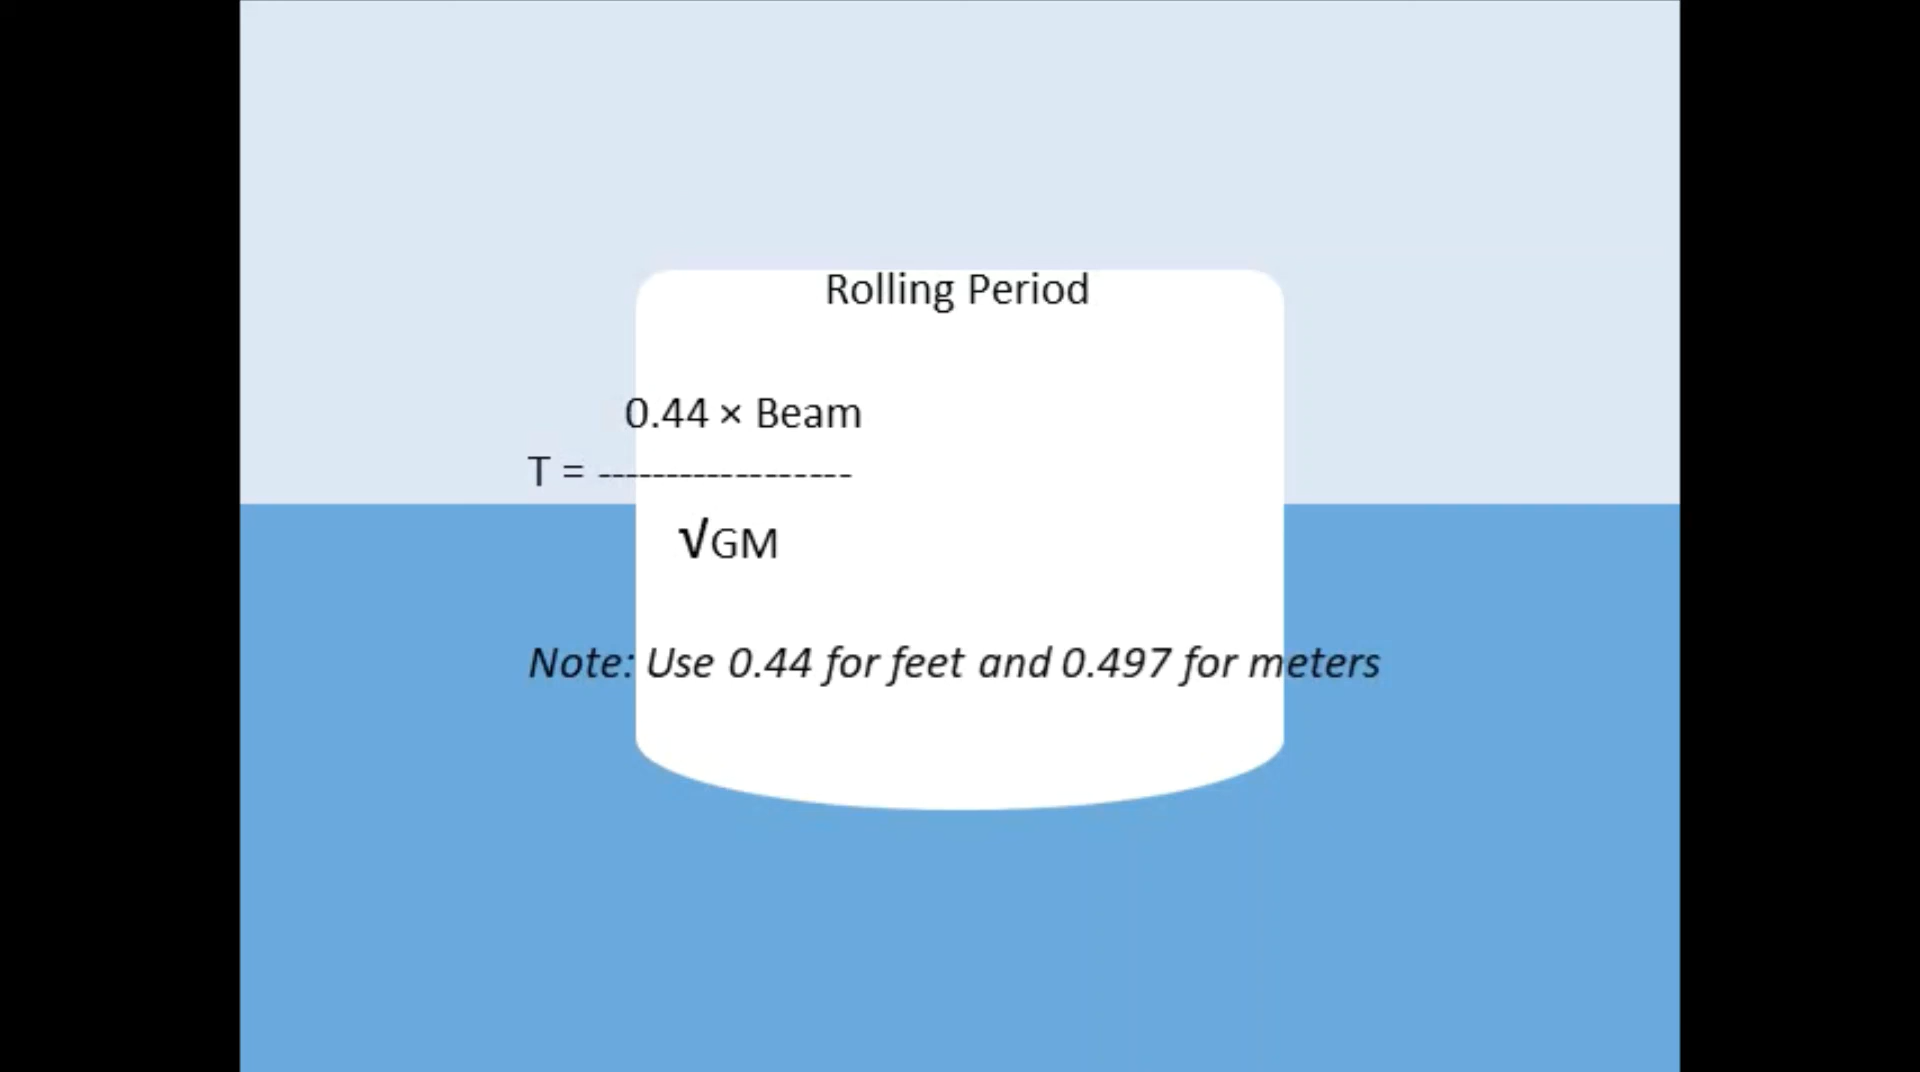 Rolling Period
0.44 × Beam
T = -------------------
√GM
Note: Use 0.44 for feet and 0.497 for meters